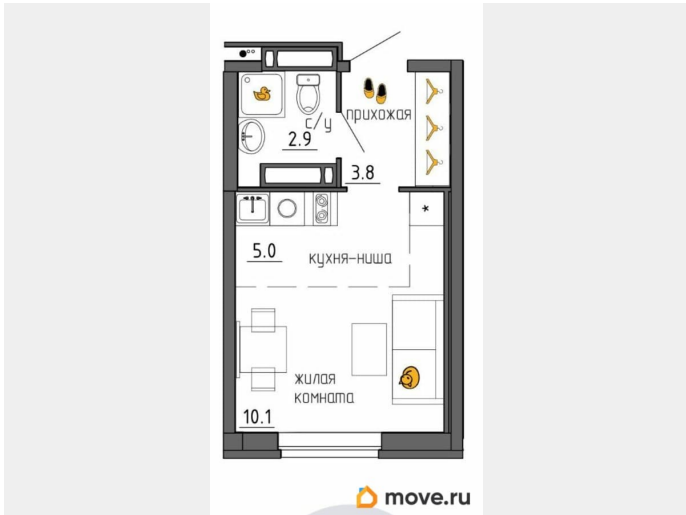 с/у
2.9
прихожая
3.8
*
5.0
кухня-ниша
жилая
комната
10.1
move.ru